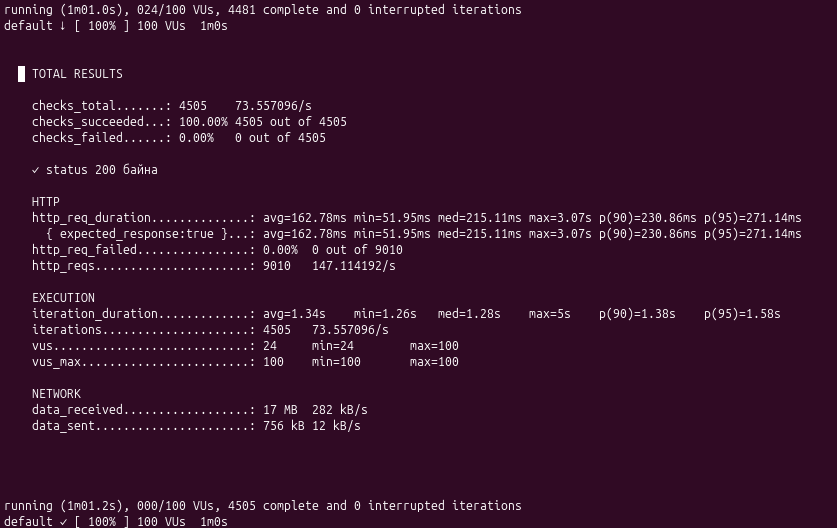 running (1m01.0s), 024/100 VUs, 4481 complete and 0 interrupted iterations
default ↓ [ 100% ] 100 VUs  1m0s
█ TOTAL RESULTS
checks_total.......: 4505    73.557096/s
checks_succeeded...: 100.00% 4505 out of 4505
checks_failed......: 0.00%   0 out of 4505
✓ status 200 байна
HTTP
http_req_duration..............: avg=162.78ms min=51.95ms med=215.11ms max=3.07s p(90)=230.86ms p(95)=271.14ms
{ expected_response:true }...: avg=162.78ms min=51.95ms med=215.11ms max=3.07s p(90)=230.86ms p(95)=271.14ms
http_req_failed................: 0.00%  0 out of 9010
http_reqs......................: 9010   147.114192/s
EXECUTION
iteration_duration.............: avg=1.34s    min=1.26s   med=1.28s    max=5s    p(90)=1.38s    p(95)=1.58s
iterations.....................: 4505   73.557096/s
vus............................: 24     min=24        max=100
vus_max........................: 100    min=100       max=100
NETWORK
data_received..................: 17 MB  282 kB/s
data_sent......................: 756 kB 12 kB/s
running (1m01.2s), 000/100 VUs, 4505 complete and 0 interrupted iterations
default ✓ [ 100% ] 100 VUs  1m0s